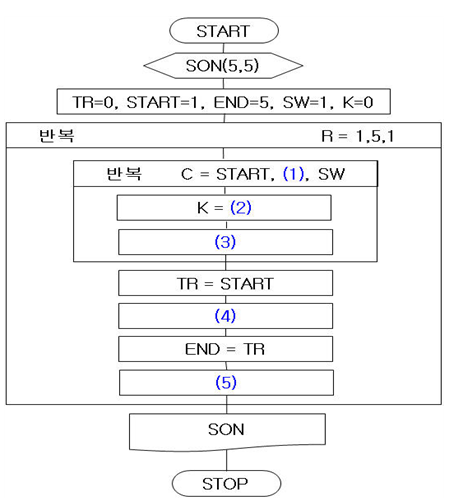 START
SON(5,5)
TR=0, START=1, END=5, SW=1, K=0
반복 R = 1,5,1
반복 C = START, (1), SW
K = (2)
(3)
TR = START
(4)
END = TR
(5)
SON
STOP